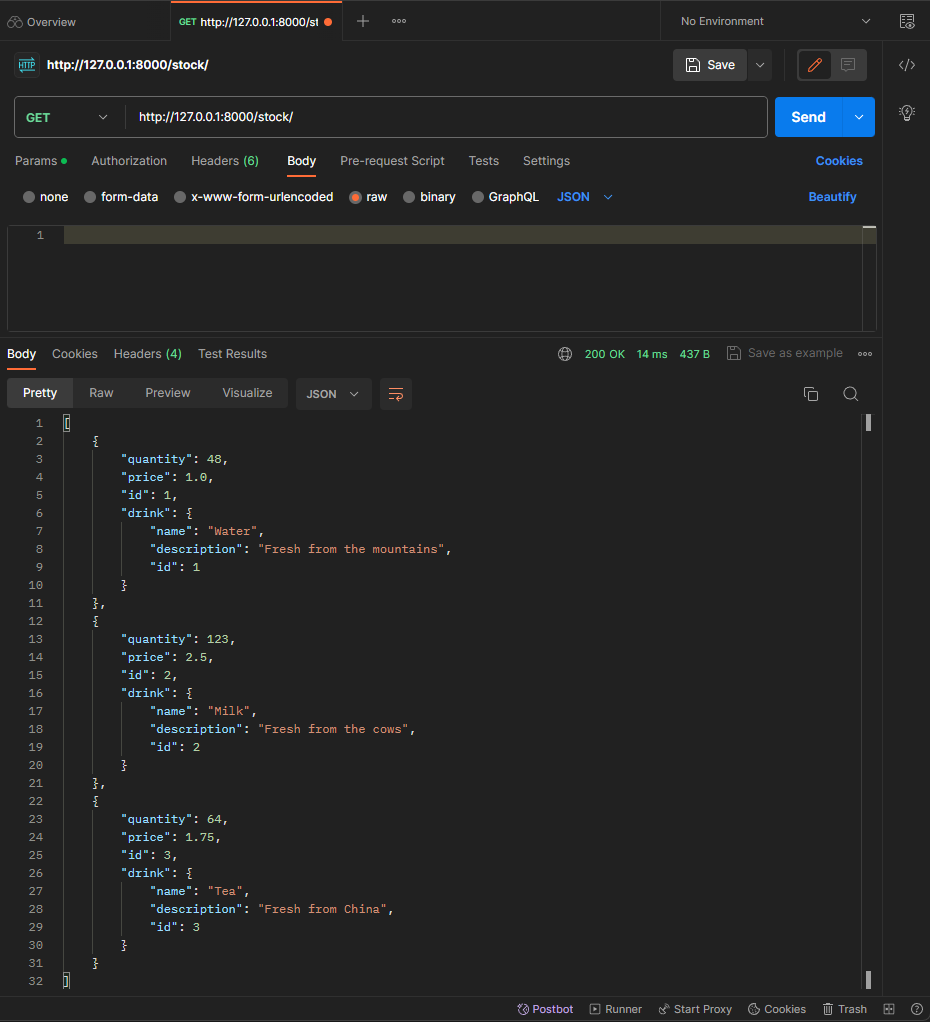 Overview
GET http://127.0.0.1:8000/st
No Environment
HTTP http://127.0.0.1:8000/stock/
Save
GET http://127.0.0.1:8000/stock/
Send
Params Authorization Headers (6) Body Pre-request Script Tests Settings Cookies
none form-data x-www-form-urlencoded raw binary GraphQL JSON Beautify
1
Body Cookies Headers (4) Test Results 200 OK 14 ms 437 B Save as example
Pretty Raw Preview Visualize JSON
1 [
2 {
3 "quantity": 48,
4 "price": 1.0,
5 "id": 1,
6 "drink": {
7 "name": "Water",
8 "description": "Fresh from the mountains",
9 "id": 1
10 }
11 },
12 {
13 "quantity": 123,
14 "price": 2.5,
15 "id": 2,
16 "drink": {
17 "name": "Milk",
18 "description": "Fresh from the cows",
19 "id": 2
20 }
21 },
22 {
23 "quantity": 64,
24 "price": 1.75,
25 "id": 3,
26 "drink": {
27 "name": "Tea",
28 "description": "Fresh from China",
29 "id": 3
30 }
31 }
32 ]
Postbot Runner Start Proxy Cookies Trash